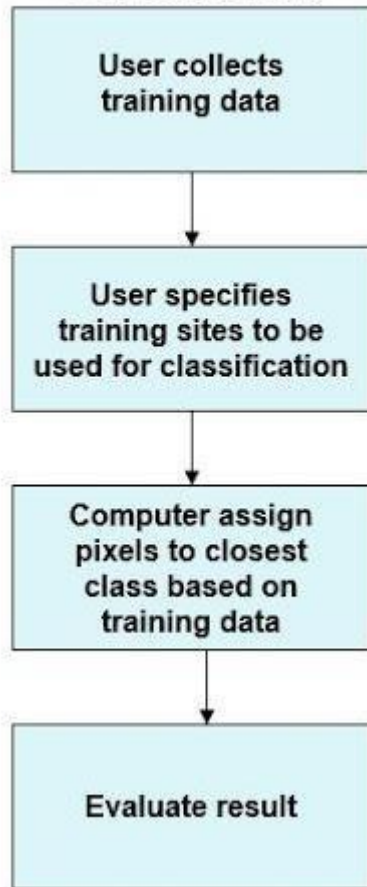 User collects
training data
User specifies
training sites to be
used for classification
Computer assign
pixels to closest
class based on
training data
Evaluate result